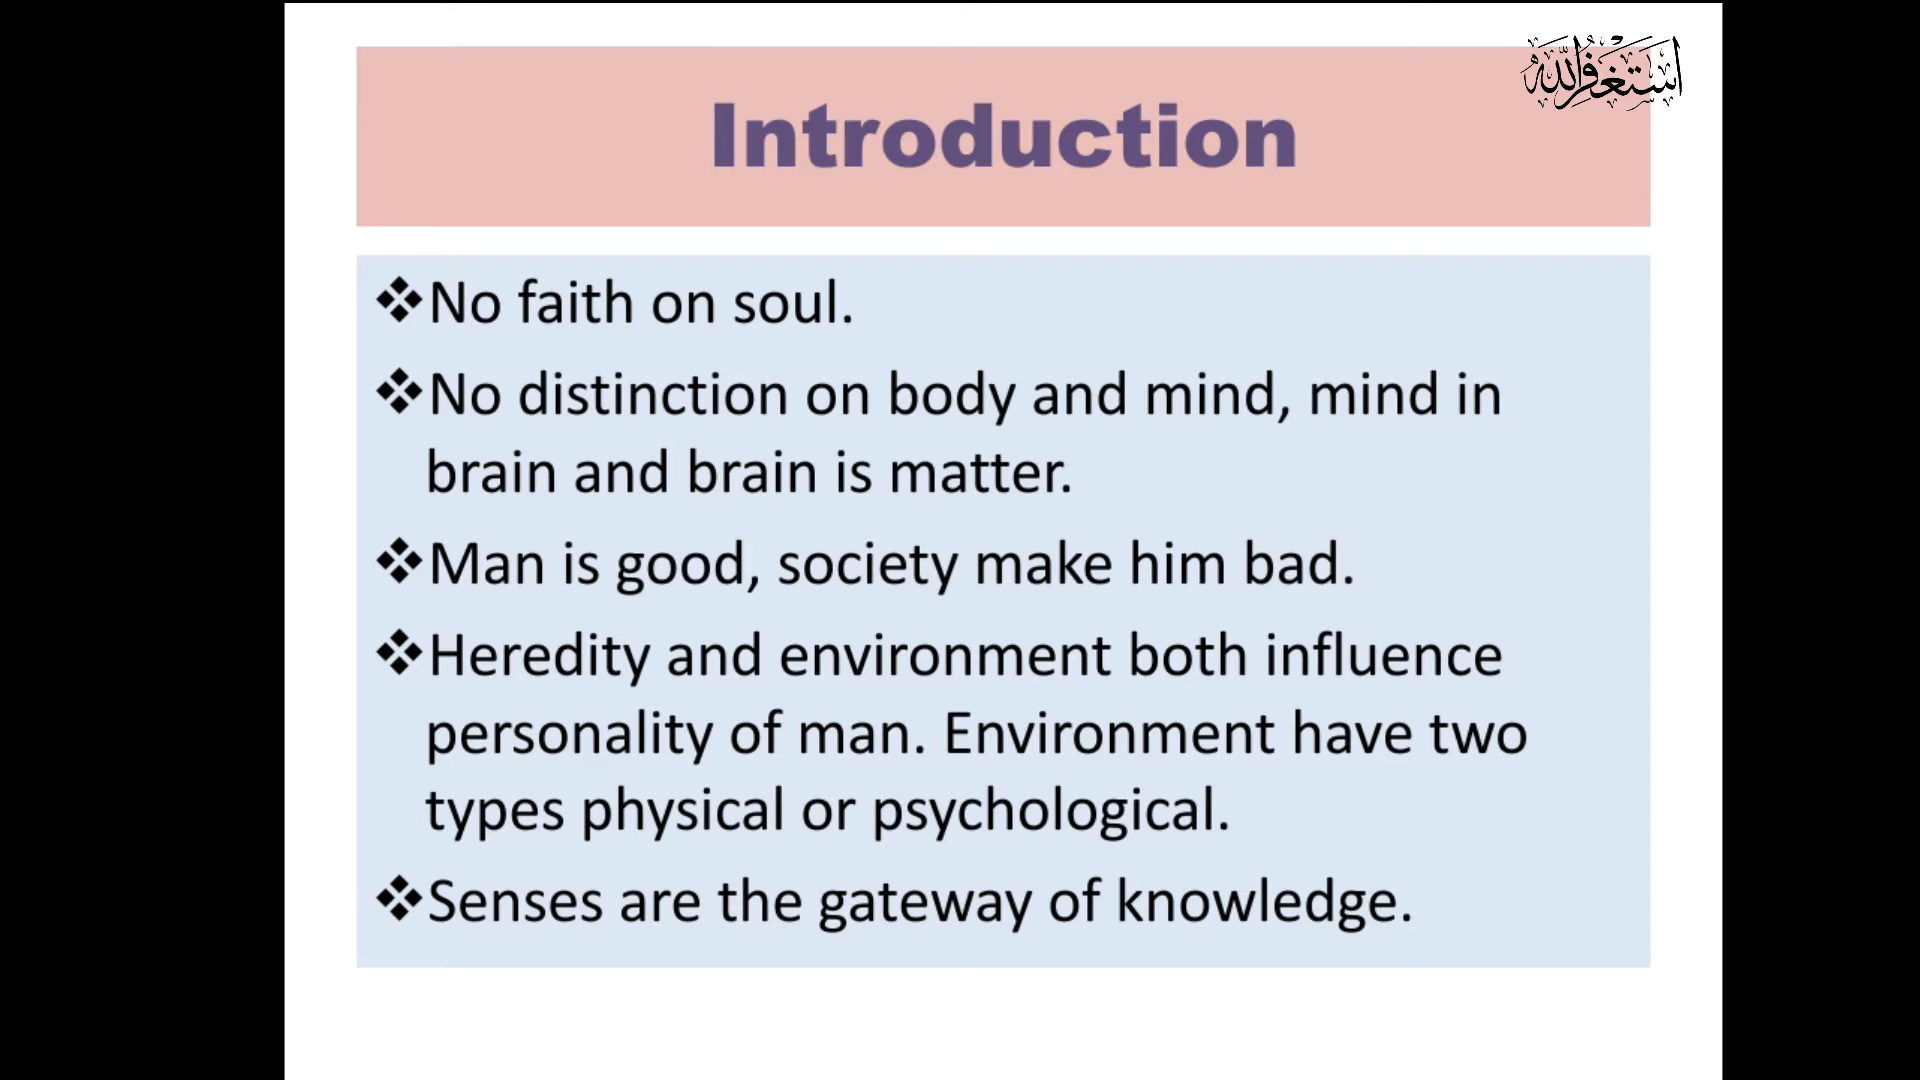 أستغفر الله
Introduction
❖No faith on soul.
❖No distinction on body and mind, mind in
brain and brain is matter.
❖Man is good, society make him bad.
❖Heredity and environment both influence
personality of man. Environment have two
types physical or psychological.
❖Senses are the gateway of knowledge.